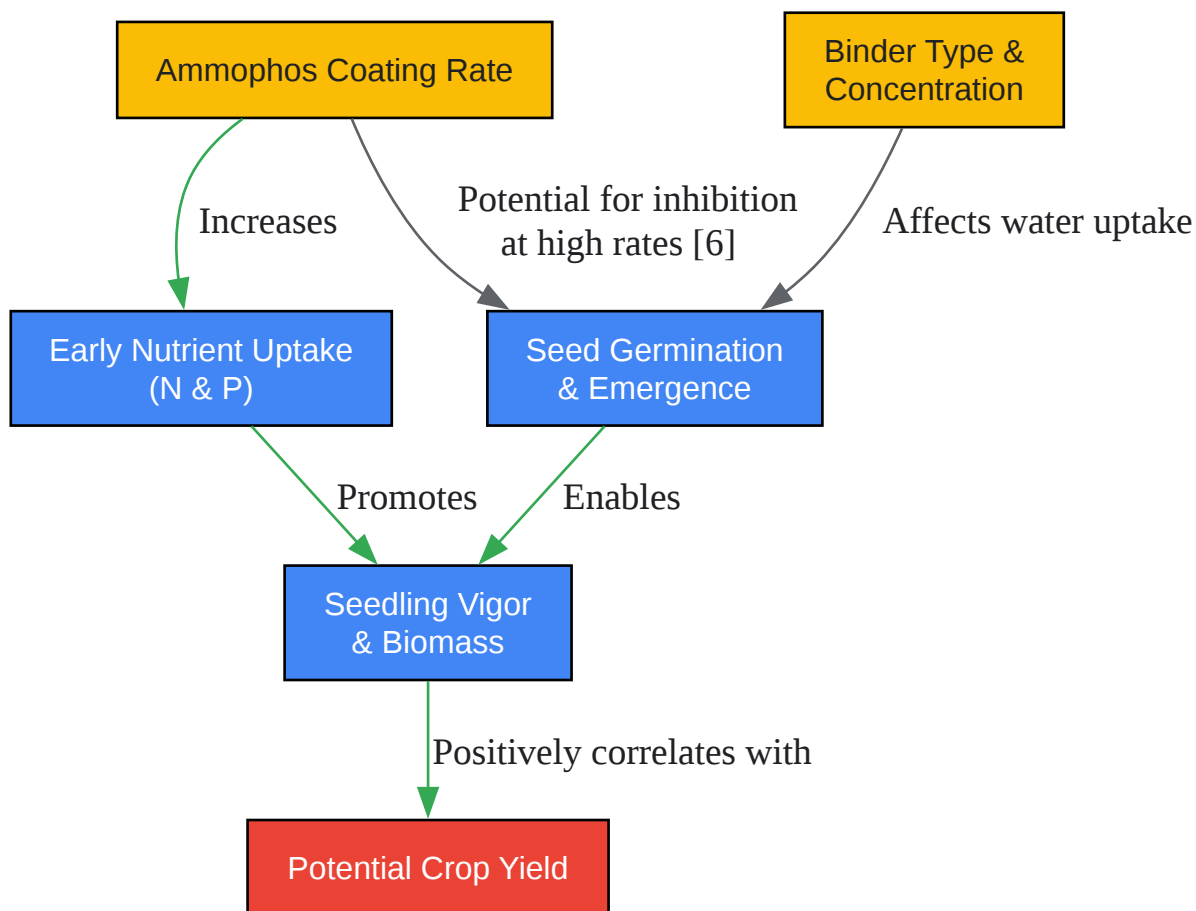 Ammophos Coating Rate
Binder Type &
Concentration
Increases
Potential for inhibition
at high rates [6]
Affects water uptake
Early Nutrient Uptake
(N & P)
Seed Germination
& Emergence
Promotes
Enables
Seedling Vigor
& Biomass
Positively correlates with
Potential Crop Yield